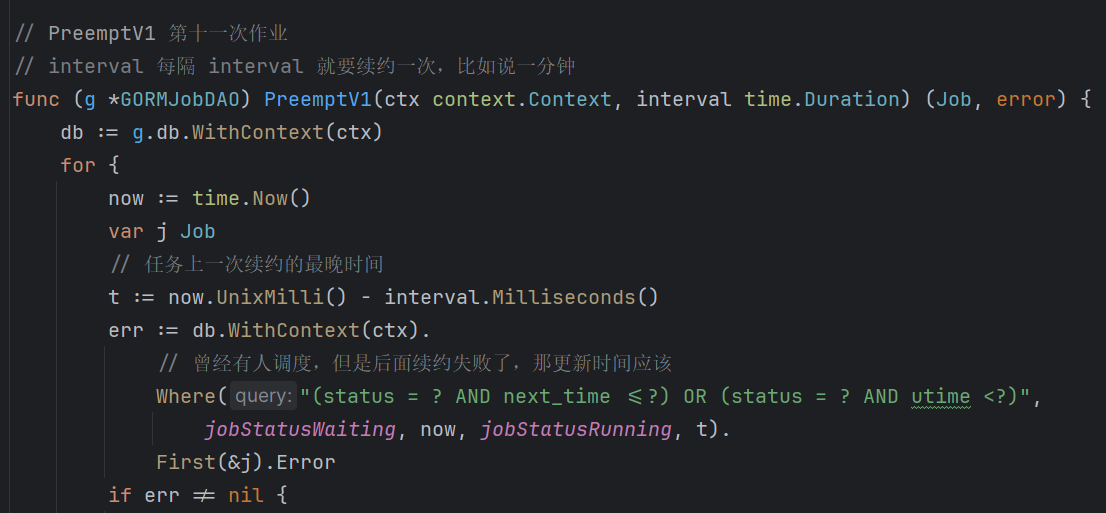 // PreemptV1 第十一次作业
// interval 每隔 interval 就要续约一次，比如说一分钟
func (g *GORMJobDAO) PreemptV1(ctx context.Context, interval time.Duration) (Job, error) {
    db := g.db.WithContext(ctx)
    for {
        now := time.Now()
        var j Job
        // 任务上一次续约的最晚时间
        t := now.UnixMilli() - interval.Milliseconds()
        err := db.WithContext(ctx).
            // 曾经有人调度，但是后面续约失败了，那更新时间应该
            Where( query: "(status = ? AND next_time <=?) OR (status = ? AND utime <?)",
                jobStatusWaiting, now, jobStatusRunning, t).
            First(&j).Error
        if err != nil {